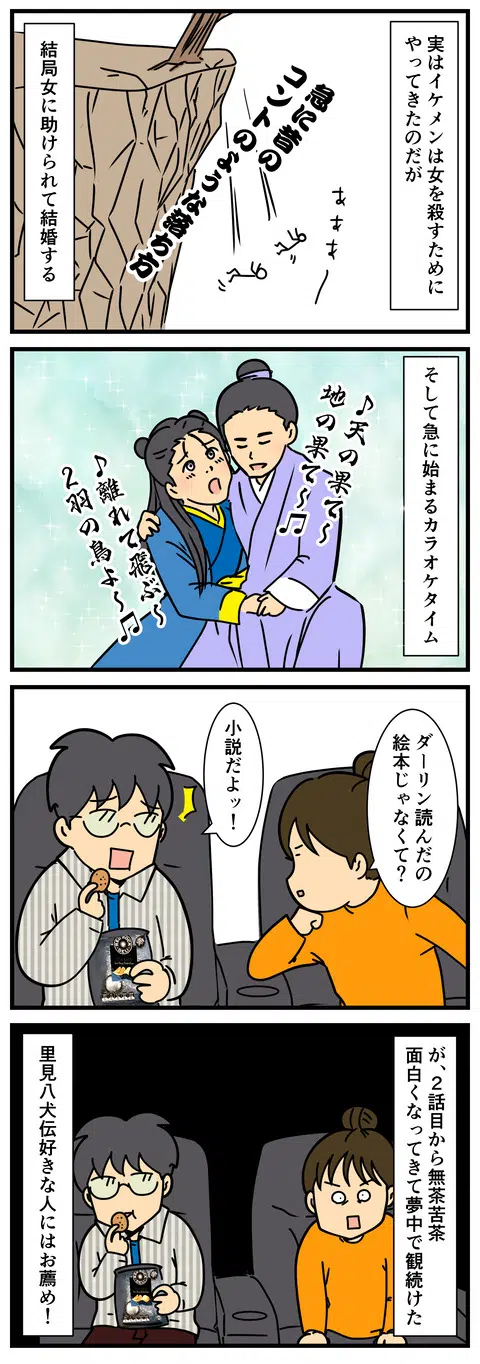 実はイケメンは女を殺すために
やってきたのだが
あぁあぁ〜
急に昔の
コントのような落ち方
結局女に助けられて結婚する
そして急に始まるカラオケタイム
♪天の果て〜
地の果て〜♫
♪離れて飛ぶ〜
2羽の鳥よ〜♫
ダーリン読んだの
絵本じゃなくて?
小説だよッ!
が、2話目から無茶苦茶
面白くなってきて夢中で観続けた
里見八犬伝好きな人にはお薦め!